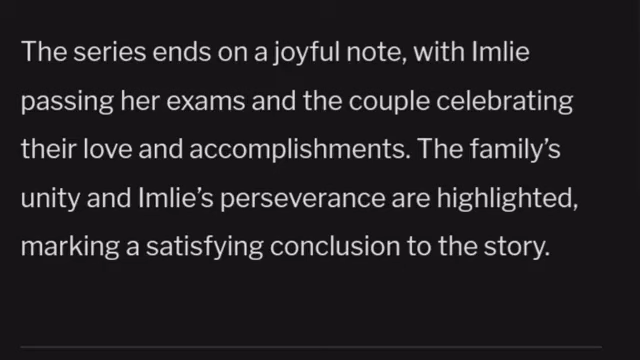 The series ends on a joyful note, with Imlie
passing her exams and the couple celebrating
their love and accomplishments. The family’s
unity and Imlie’s perseverance are highlighted,
marking a satisfying conclusion to the story.